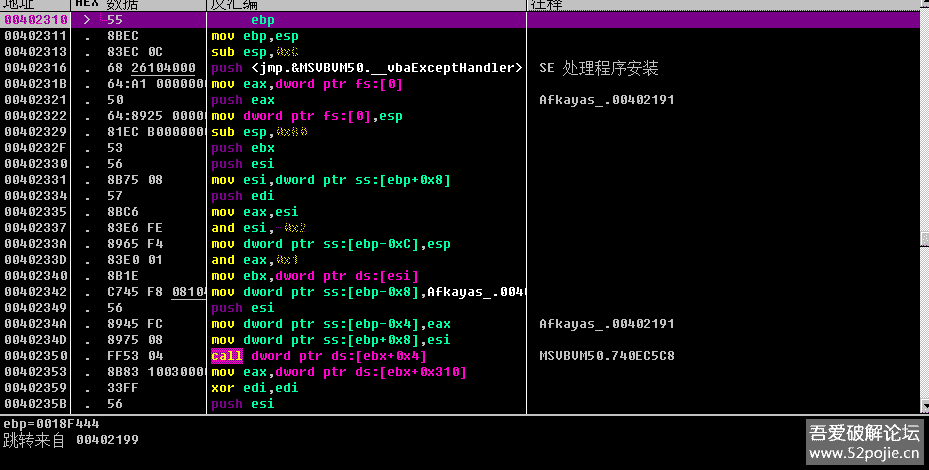 地址 HEX 数据 反汇编 注释
00402310 > 55 ebp
00402311 . 8BEC mov ebp,esp
00402313 . 83EC 0C sub esp,0xC
00402316 . 68 26104000 push <jmp.&MSVBVM50.__vbaExceptHandler> SE 处理程序安装
0040231B . 64:A1 0000000 mov eax,dword ptr fs:[0]
00402321 . 50 push eax Afkayas_.00402191
00402322 . 64:8925 00000 mov dword ptr fs:[0],esp
00402329 . 81EC B0000000 sub esp,0xB0
0040232F . 53 push ebx
00402330 . 56 push esi
00402331 . 8B75 08 mov esi,dword ptr ss:[ebp+0x8]
00402334 . 57 push edi
00402335 . 8BC6 mov eax,esi
00402337 . 83E6 FE and esi,-0x2
0040233A . 8965 F4 mov dword ptr ss:[ebp-0xC],esp
0040233D . 83E0 01 and eax,0x1
00402340 . 8B1E mov ebx,dword ptr ds:[esi]
00402342 . C745 F8 08104 mov dword ptr ss:[ebp-0x8],Afkayas_.004
00402349 . 56 push esi
0040234A . 8945 FC mov dword ptr ss:[ebp-0x4],eax Afkayas_.00402191
0040234D . 8975 08 mov dword ptr ss:[ebp+0x8],esi
00402350 . FF53 04 call dword ptr ds:[ebx+0x4] MSVBVM50.740EC5C8
00402353 . 8B83 1003000 mov eax,dword ptr ds:[ebx+0x310]
00402359 . 33FF xor edi,edi
0040235B . 56 push esi
ebp=0018F444
跳转来自 00402199
吾爱破解论坛
www.52pojie.cn